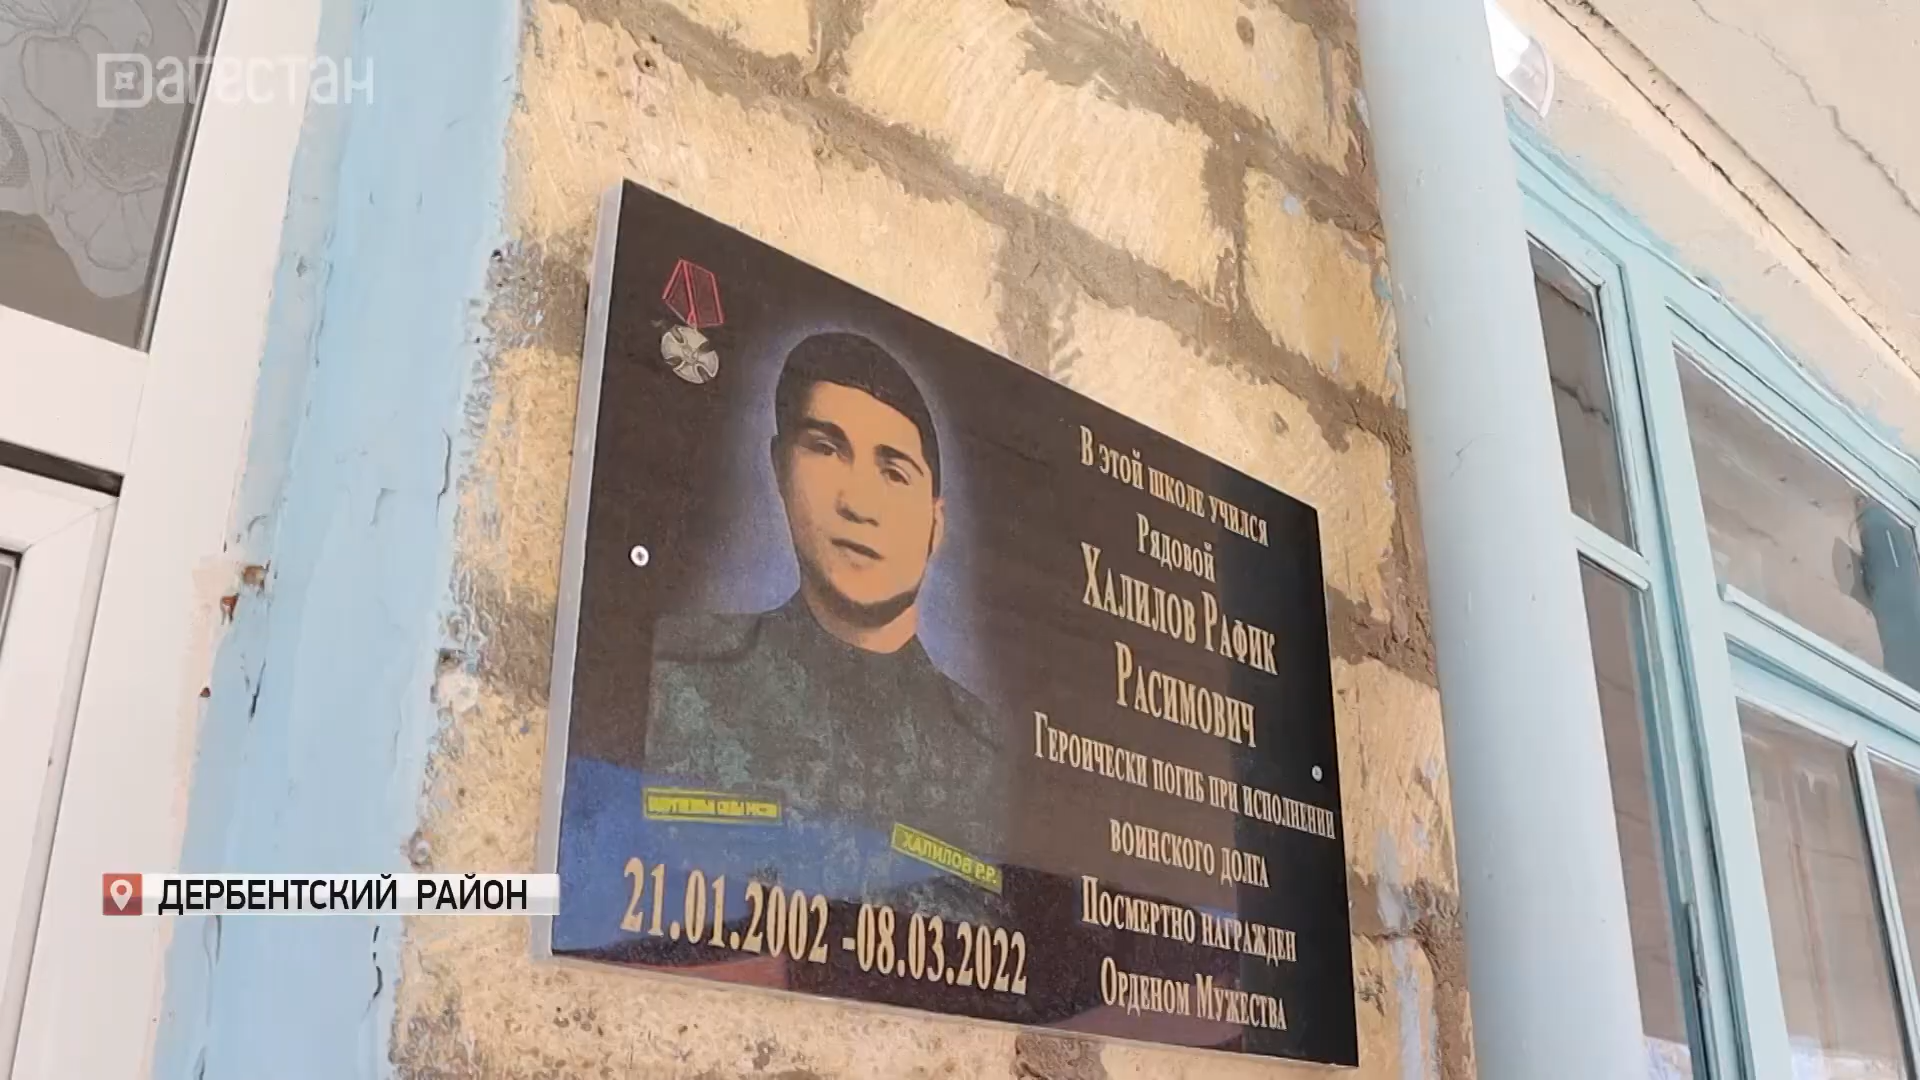 Дагестан
В этой школе учился
Рядовой
Халилов Рафик
Расимович
Героически погиб при исполнении
воинского долга
Посмертно награжден
Орденом Мужества
ХАЛИЛОВ Р.Р.
21.01.2002 -08.03.2022
ДЕРБЕНТСКИЙ РАЙОН